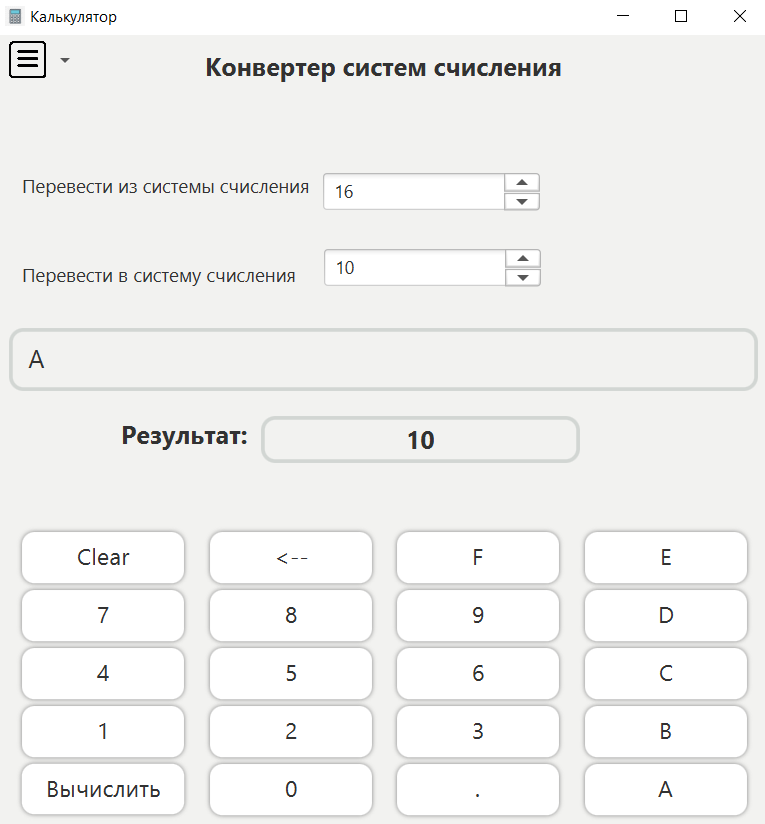 Калькулятор
Конвертер систем счисления
Перевести из системы счисления 16
Перевести в систему счисления 10
A
Результат: 10
Clear <-- F E
7 8 9 D
4 5 6 C
1 2 3 B
Вычислить 0 . A